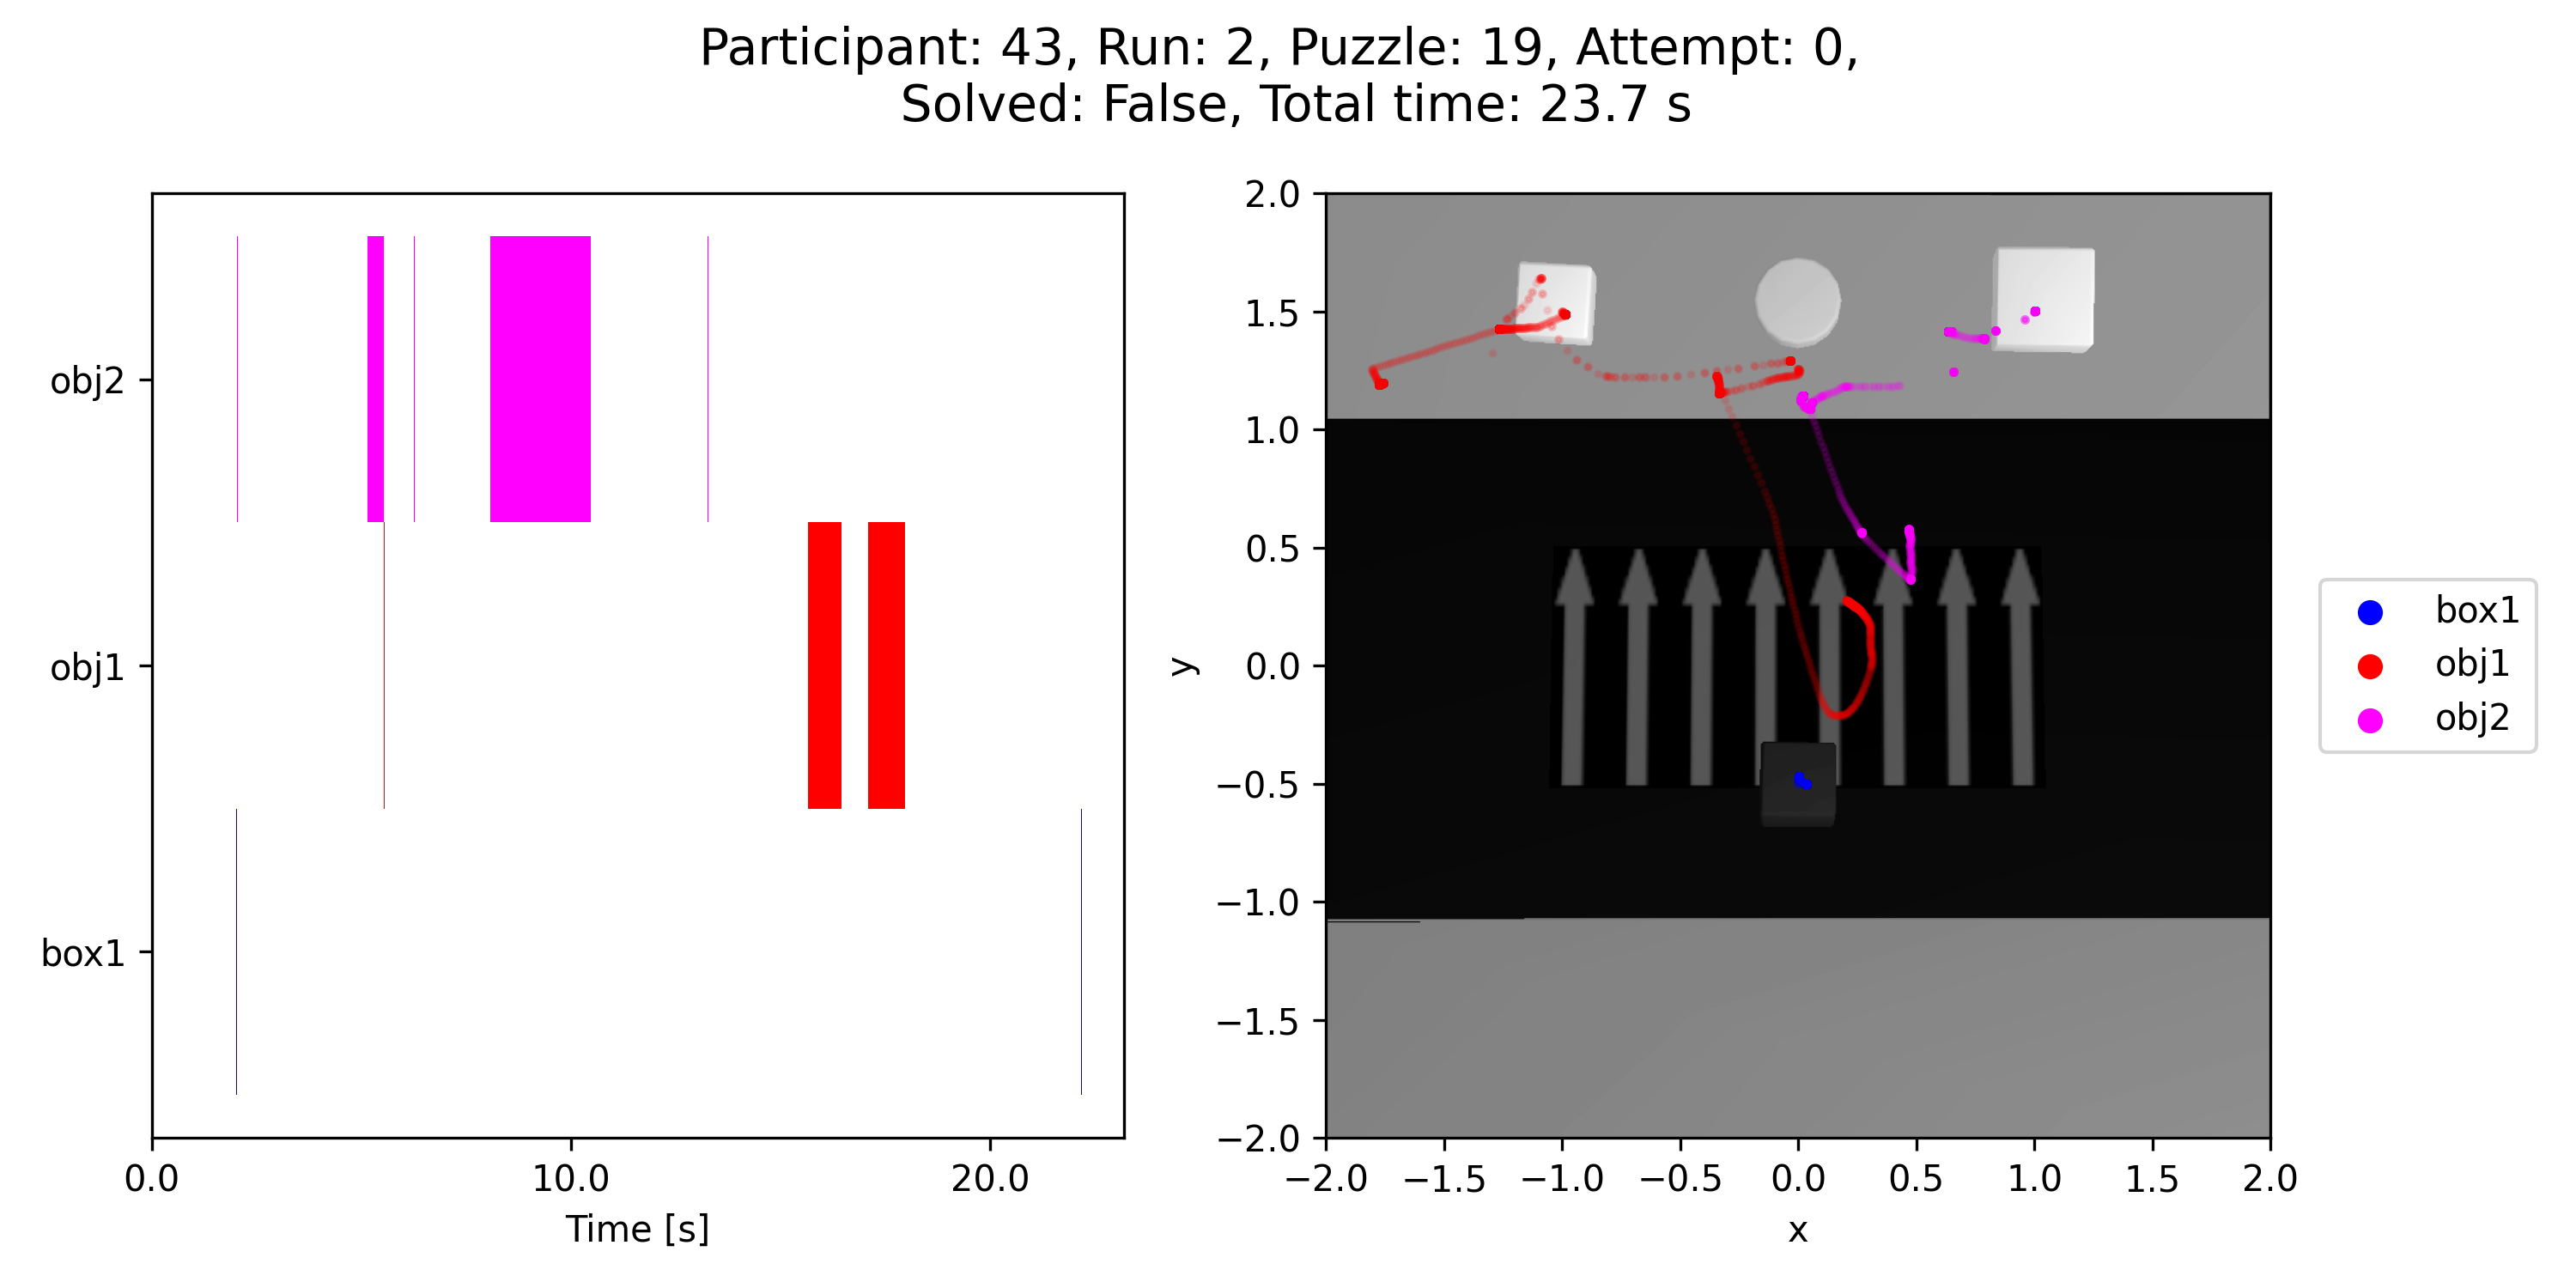 Participant: 43, Run: 2, Puzzle: 19, Attempt: 0,
Solved: False, Total time: 23.7 s
obj2
obj1
box1
0.0 10.0 20.0
Time [s]
2.0
1.5
1.0
0.5
0.0
−0.5
−1.0
−1.5
−2.0
y
−2.0 −1.5 −1.0 −0.5 0.0 0.5 1.0 1.5 2.0
x
box1
obj1
obj2